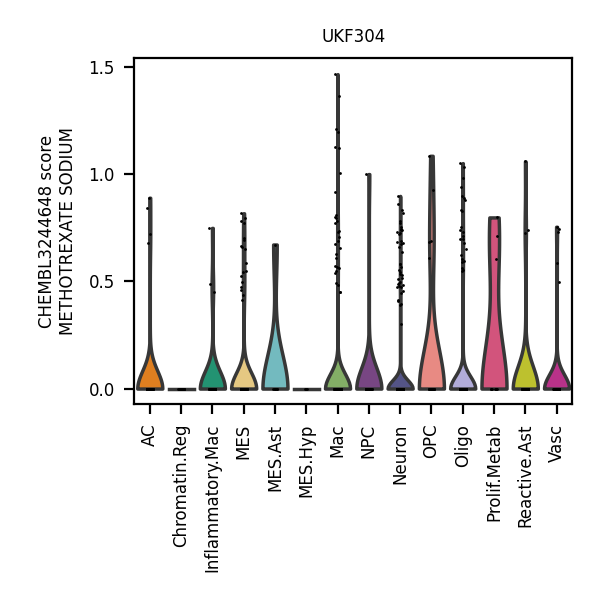 UKF304
CHEMBL3244648 score
METHOTREXATE SODIUM
1.5
1.0
0.5
0.0
AC
Chromatin.Reg
Inflammatory.Mac
MES
MES.Ast
MES.Hyp
Mac
NPC
Neuron
OPC
Oligo
Prolif.Metab
Reactive.Ast
Vasc